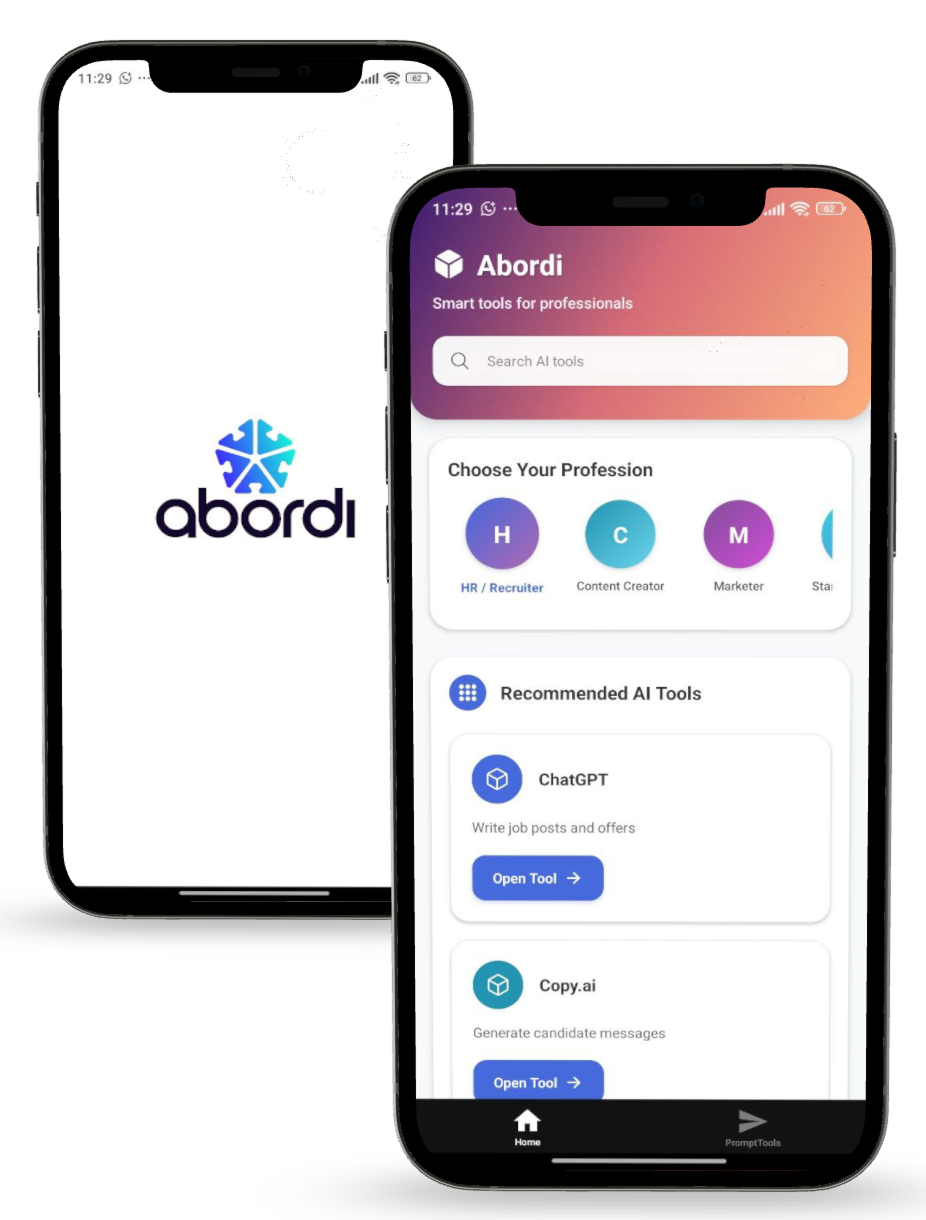 11:29
62
abordi
11:29
62
Abordi
Smart tools for professionals
Search AI tools
Choose Your Profession
H
C
M
HR / Recruiter
Content Creator
Marketer
Sta
Recommended AI Tools
ChatGPT
Write job posts and offers
Open Tool
Copy.ai
Generate candidate messages
Open Tool
Home
PromptTools